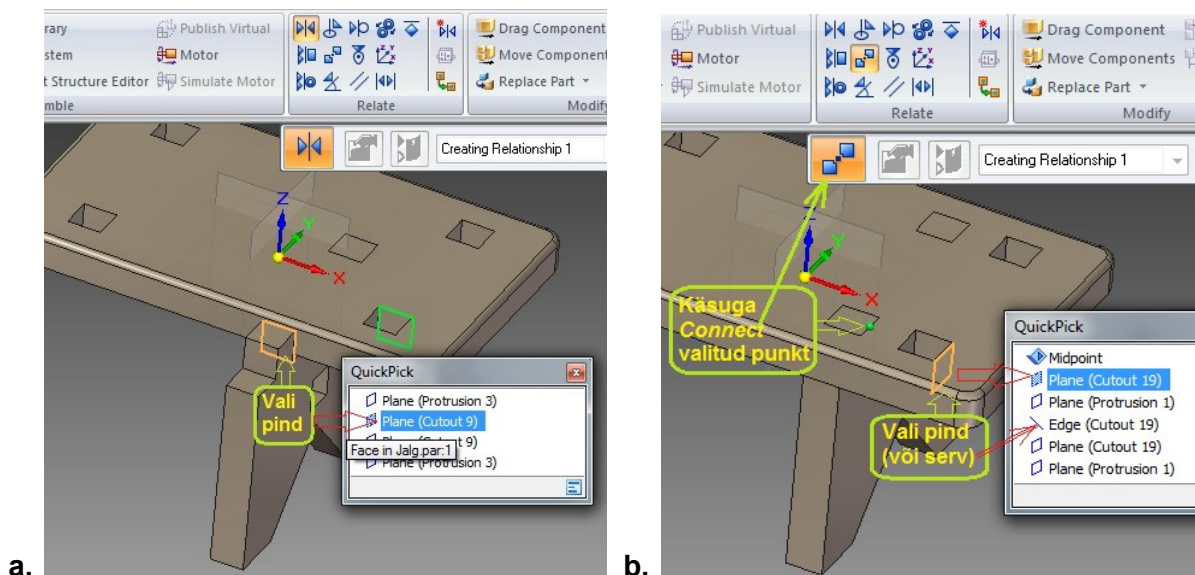 rary
Publish Virtual
stem
Motor
t Structure Editor
Simulate Motor
mble
Relate
Drag Component
Move Components
Replace Part
Modify
Creating Relationship 1
Z
Y
X
Vali
pind
QuickPick
Plane (Protrusion 3)
Plane (Cutout 9)
Face in Jalg.par:1
Plane (Protrusion 3)
a.
Publish Virtual
Motor
Simulate Motor
Relate
Drag Component
Move Components
Replace Part
Modify
Creating Relationship 1
Z
Y
X
Käsuga
Connect
valitud punkt
Vali pind
(või serv)
QuickPick
Midpoint
Plane (Cutout 19)
Plane (Protrusion 1)
Edge (Cutout 19)
Plane (Cutout 19)
Plane (Protrusion 1)
b.